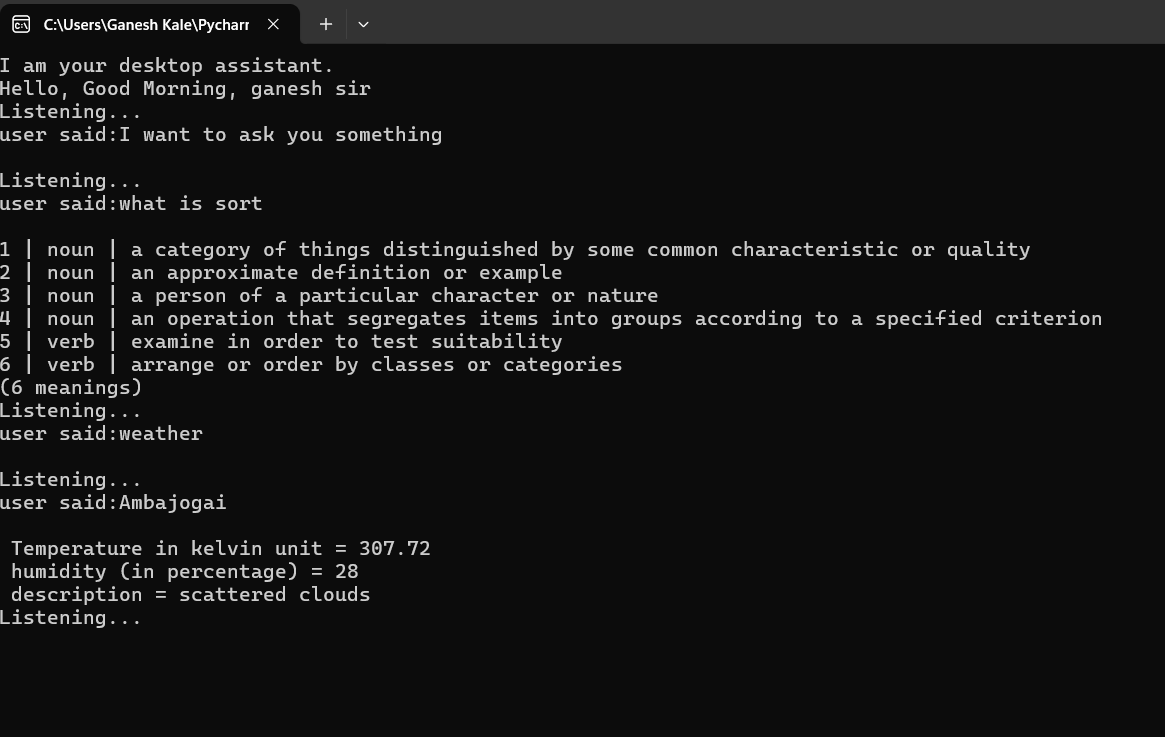 C:\Users\Ganesh Kale\Pycharr
I am your desktop assistant.
Hello, Good Morning, ganesh sir
Listening...
user said:I want to ask you something
Listening...
user said:what is sort
1 | noun | a category of things distinguished by some common characteristic or quality
2 | noun | an approximate definition or example
3 | noun | a person of a particular character or nature
4 | noun | an operation that segregates items into groups according to a specified criterion
5 | verb | examine in order to test suitability
6 | verb | arrange or order by classes or categories
(6 meanings)
Listening...
user said:weather
Listening...
user said:Ambajogai
Temperature in kelvin unit = 307.72
humidity (in percentage) = 28
description = scattered clouds
Listening...